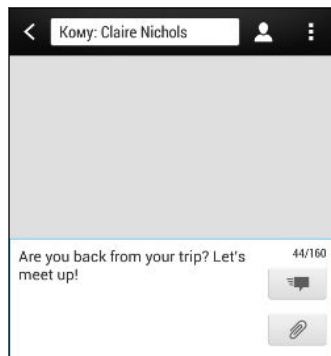 Кому: Claire Nichols
Are you back from your trip? Let's
44/160
meet up!